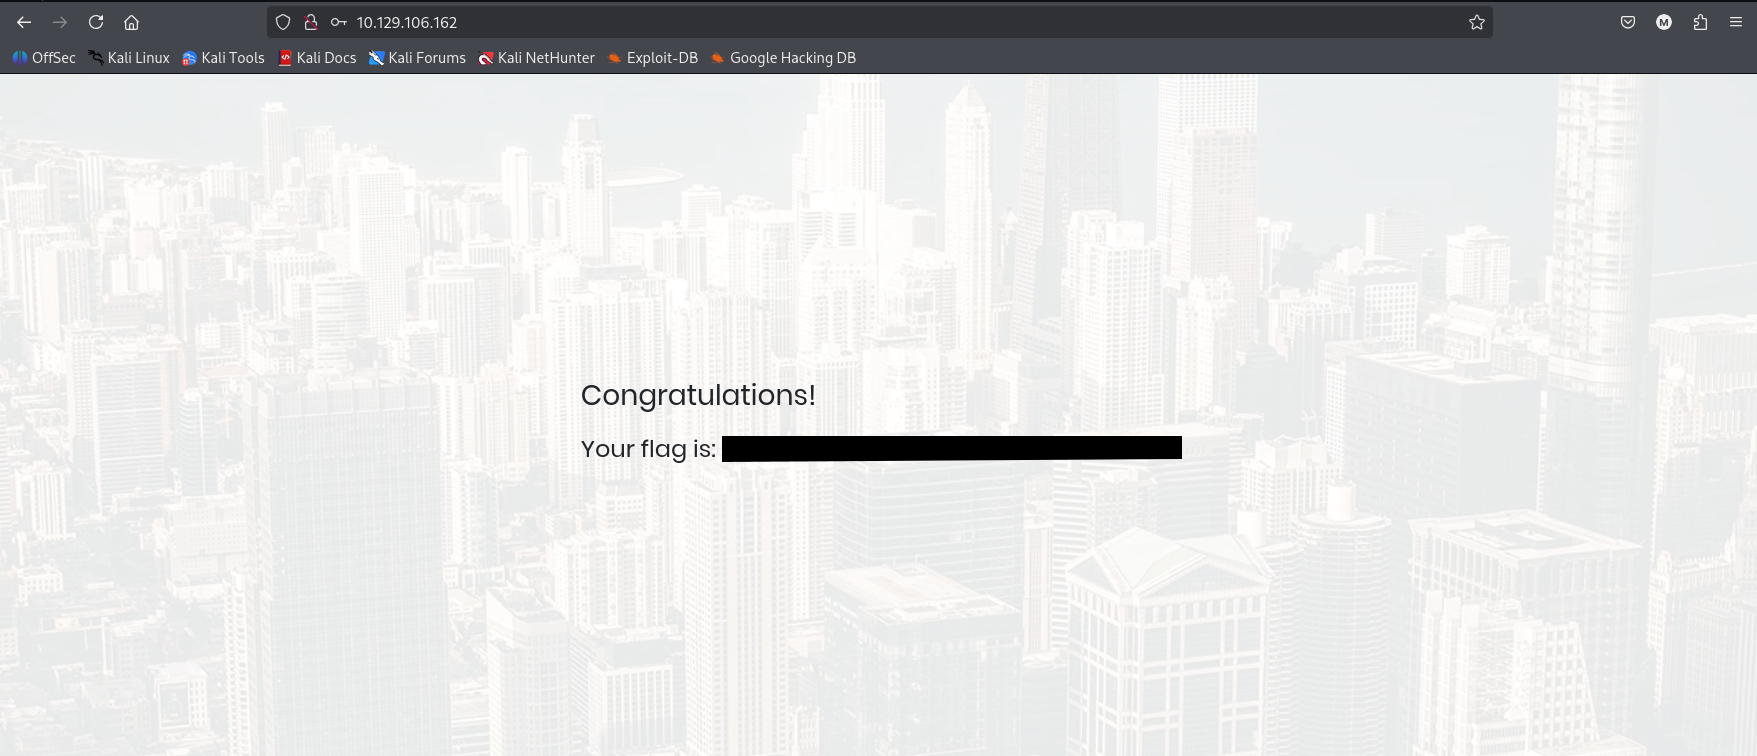 10.129.106.162
M
OffSec Kali Linux Kali Tools Kali Docs Kali Forums Kali NetHunter Exploit-DB Google Hacking DB
Congratulations!
Your flag is: